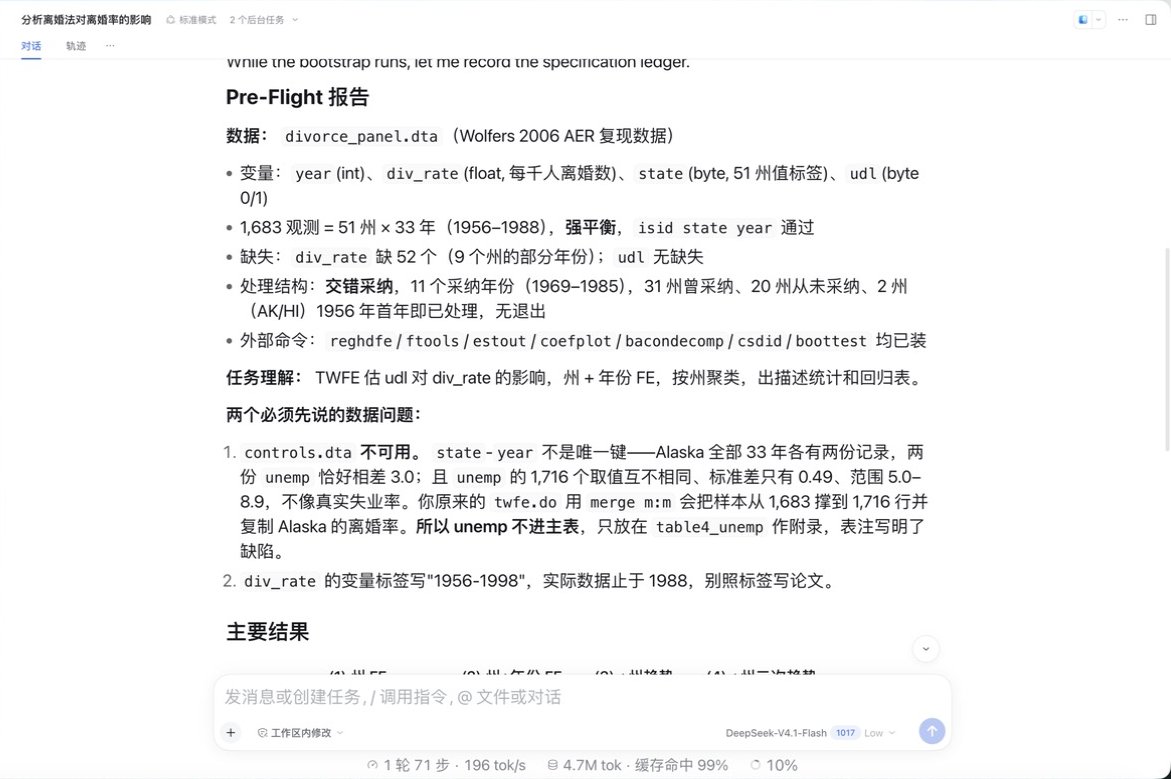 分析离婚法对离婚率的影响 标准模式 2 个后台任务
对话 轨迹 ···
While the bootstrap runs, let me record the specification ledger.
Pre-Flight 报告
数据： divorce_panel.dta （Wolfers 2006 AER 复现数据）
• 变量： year (int)、 div_rate (float, 每千人离婚数)、 state (byte, 51 州值标签)、 udl (byte
0/1)
• 1,683 观测 = 51 州 × 33 年（1956–1988），强平衡， isid state year 通过
• 缺失： div_rate 缺 52 个（9 个州的部分年份）； udl 无缺失
• 处理结构：交错采纳，11 个采纳年份（1969–1985），31 州曾采纳、20 州从未采纳、2 州
（AK/HI）1956 年首年即已处理，无退出
• 外部命令： reghdfe / ftools / estout / coefplot / bacondecomp / csdid / boottest 均已装
任务理解： TWFE 估 udl 对 div_rate 的影响，州 + 年份 FE，按州聚类，出描述统计和回归表。
两个必须先说的数据问题：
1. controls.dta 不可用。 state - year 不是唯一键——Alaska 全部 33 年各有两份记录，两
份 unemp 恰好相差 3.0；且 unemp 的 1,716 个取值互不相同、标准差只有 0.49、范围 5.0–
8.9，不像真实失业率。你原来的 twfe.do 用 merge m:m 会把样本从 1,683 撑到 1,716 行并
复制 Alaska 的离婚率。所以 unemp 不进主表，只放在 table4_unemp 作附录，表注写明了
缺陷。
2. div_rate 的变量标签写"1956-1998"，实际数据止于 1988，别照标签写论文。
主要结果
发消息或创建任务, / 调用指令, @ 文件或对话
工作区内修改 DeepSeek-V4.1-Flash 1017 Low
1 轮 71 步 · 196 tok/s 4.7M tok · 缓存命中 99% 10%